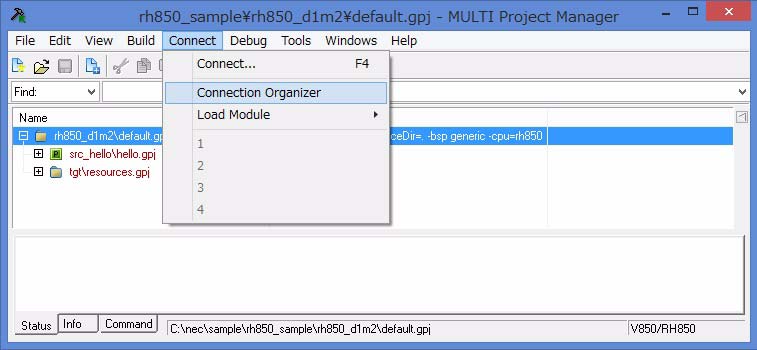 rh850_sample¥rh850_d1m2¥default.gpj - MULTI Project Manager
File Edit View Build Connect Debug Tools Windows Help
Connect... F4
Connection Organizer
Load Module
1
2
3
4
Find:
Name
rh850_d1m2\default.gp ceDir=. -bsp generic -cpu=rh850
src_hello\hello.gpj
tgt\resources.gpj
Status Info Command C:\nec\sample\rh850_sample\rh850_d1m2\default.gpj V850/RH850